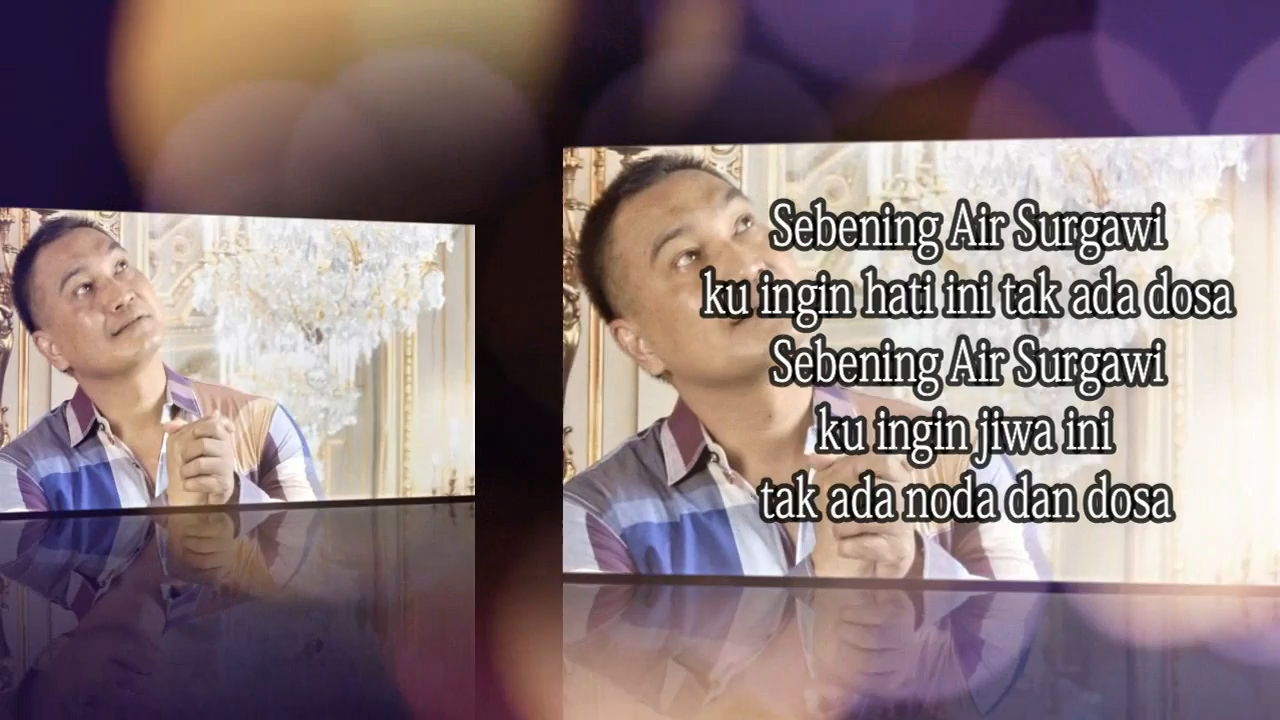 Sebening Air Surgawi
ku ingin hati ini tak ada dosa
Sebening Air Surgawi
ku ingin jiwa ini
tak ada noda dan dosa